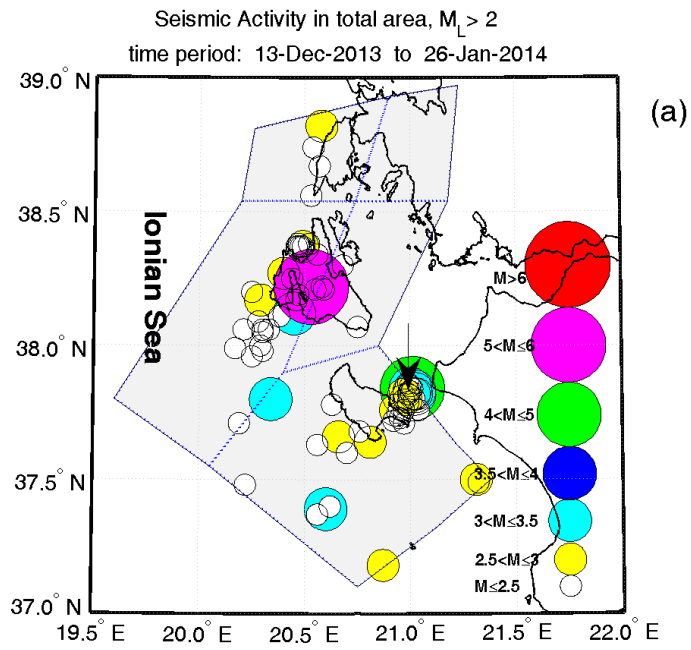 Seismic Activity in total area, M_L> 2
time period: 13-Dec-2013 to 26-Jan-2014
(a)
39.0° N
38.5° N
38.0° N
37.5° N
37.0° N
Ionian Sea
M>6
5<M≤6
4<M≤5
3.5<M≤4
3<M≤3.5
2.5<M≤3
M≤2.5
19.5° E 20.0° E 20.5° E 21.0° E 21.5° E 22.0° E